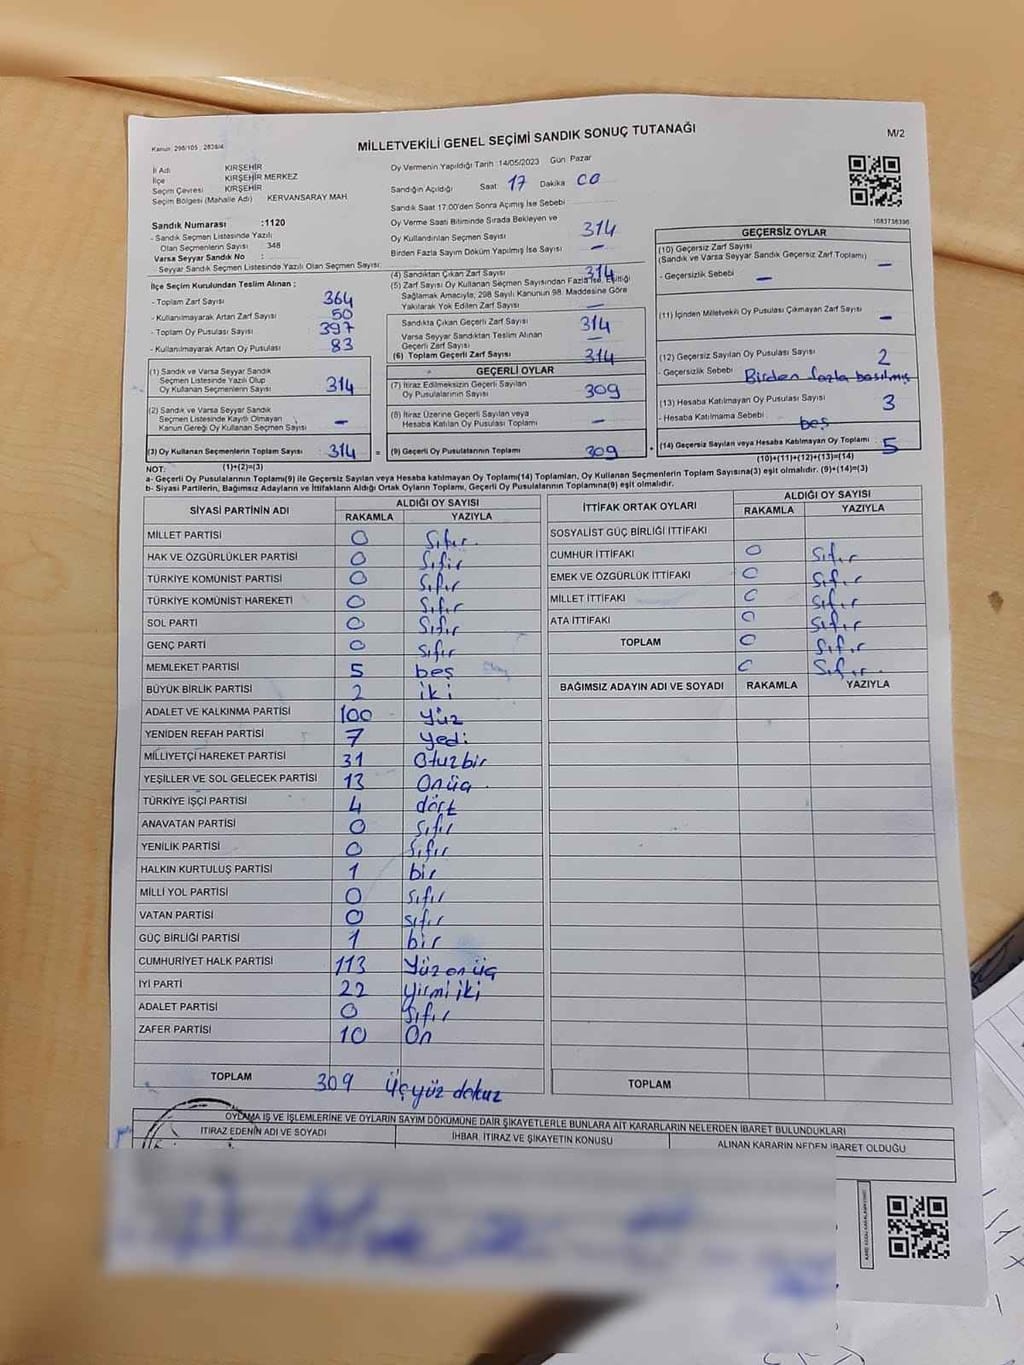 MİLLETVEKİLİ GENEL SEÇİMİ SANDIK SONUÇ TUTANAĞI
M/2
Kanun: 298/105 : 2839/4
İl Adı KIRŞEHİR
İlçe KIRŞEHİR MERKEZ
Seçim Çevresi KIRŞEHİR
Seçim Bölgesi (Mahalle Adı) KERVANSARAY MAH
Sandık Numarası :1120
- Sandık Seçmen Listesinde Yazılı
Olan Seçmenlerin Sayısı 348
Varsa Seyyar Sandık No :
Seyyar Sandık Seçmen Listesinde Yazılı Olan Seçmen Sayısı:
İlçe Seçim Kurulundan Teslim Alınan ;
- Toplam Zarf Sayısı 364
- Kullanılmayarak Artan Zarf Sayısı 50
- Toplam Oy Pusulası Sayısı 397
- Kullanılmayarak Artan Oy Pusulası 83
(1) Sandık ve Varsa Seyyar Sandık
Seçmen Listesinde Yazılı Olup
Oy Kullanan Seçmenlerin Sayısı 314
(2) Sandık ve Varsa Seyyar Sandık
Seçmen Listesinde Kayıtlı Olmayan
Kanun Gereği Oy Kullanan Seçmen Sayısı –
(3) Oy Kullanan Seçmenlerin Toplam Sayısı 314 =
(1)+(2)=(3)
Oy Vermenin Yapıldığı Tarih :14/05/2023 Gün: Pazar
Sandığın Açıldığı Saat 17 Dakika 00
Sandık Saat 17:00'den Sonra Açımış İse Sebebi
Oy Verme Saati Bitiminde Sırada Bekleyen ve
Oy Kullandırılan Seçmen Sayısı 314
Birden Fazla Sayım Döküm Yapılmış İse Sayısı –
(4) Sandıktan Çıkan Zarf Sayısı 314
(5) Zarf Sayısı Oy Kullanan Seçmen Sayısından Fazla ise, Eşitliği
Sağlamak Amacıyla; 298 Sayılı Kanunun 98. Maddesine Göre
Yakılarak Yok Edilen Zarf Sayısı –
Sandıkta Çıkan Geçerli Zarf Sayısı 314
Varsa Seyyar Sandıktan Teslim Alınan
Geçerli Zarf Sayısı –
(6) Toplam Geçerli Zarf Sayısı 314
GEÇERLİ OYLAR
(7) İtiraz Edilmeksizin Geçerli Sayılan
Oy Pusulalarının Sayısı 309
(8) İtiraz Üzerine Geçerli Sayılan veya
Hesaba Katılan Oy Pusulası Toplamı –
(9) Geçerli Oy Pusulalarının Toplamı 309 +
1683738396
GEÇERSİZ OYLAR
(10) Geçersiz Zarf Sayısı
(Sandık ve Varsa Seyyar Sandık Geçersiz Zarf Toplamı) –
- Geçersizlik Sebebi –
(11) İçinden Milletvekili Oy Pusulası Çıkmayan Zarf Sayısı –
(12) Geçersiz Sayılan Oy Pusulası Sayısı 2
- Geçersizlik Sebebi Birden fazla basılmış
(13) Hesaba Katılmayan Oy Pusulası Sayısı 3
- Hesaba Katılmama Sebebi beş
(14) Geçersiz Sayılan veya Hesaba Katılmayan Oy Toplamı : 5
(10)+(11)+(12)+(13)=(14)
NOT:
a- Geçerli Oy Pusulalarının Toplamı(9) ile Geçersiz Sayılan veya Hesaba katılmayan Oy Toplamı(14) Toplamları, Oy Kullanan Seçmenlerin Toplam Sayısına(3) eşit olmalıdır. (9)+(14)=(3)
b- Siyasi Partilerin, Bağımsız Adayların ve İttifakların Aldığı Ortak Oyların Toplamı, Geçerli Oy Pusulalarının Toplamına(9) eşit olmalıdır.
SİYASİ PARTİNİN ADI ALDIĞI OY SAYISI
RAKAMLA YAZIYLA
MİLLET PARTİSİ 0 Sıfır.
HAK VE ÖZGÜRLÜKLER PARTİSİ 0 Sıfır
TÜRKİYE KOMÜNİST PARTİSİ 0 Sıfır
TÜRKİYE KOMÜNİST HAREKETİ 0 Sıfır
SOL PARTİ 0 Sıfır
GENÇ PARTİ 0 Sıfır
MEMLEKET PARTİSİ 5 beş
BÜYÜK BİRLİK PARTİSİ 2 iki
ADALET VE KALKINMA PARTİSİ 100 Yüz
YENİDEN REFAH PARTİSİ 7 Yedi
MİLLİYETÇİ HAREKET PARTİSİ 31 Otuzbir
YEŞİLLER VE SOL GELECEK PARTİSİ 13 Onüç
TÜRKİYE İŞÇİ PARTİSİ 4 dört
ANAVATAN PARTİSİ 0 Sıfır
YENİLİK PARTİSİ 0 Sıfır
HALKIN KURTULUŞ PARTİSİ 1 bir
MİLLİ YOL PARTİSİ 0 sıfır
VATAN PARTİSİ 0 sıfır
GÜÇ BİRLİĞİ PARTİSİ 1 bir
CUMHURİYET HALK PARTİSİ 113 Yüz onüç
İYİ PARTİ 22 Yirmi iki
ADALET PARTİSİ 0 Sıfır
ZAFER PARTİSİ 10 On
TOPLAM 309 Üçyüz dokuz
İTTİFAK ORTAK OYLARI ALDIĞI OY SAYISI
RAKAMLA YAZIYLA
SOSYALİST GÜÇ BİRLİĞİ İTTİFAKI 0 Sıfır
CUMHUR İTTİFAKI 0 Sıfır
EMEK VE ÖZGÜRLÜK İTTİFAKI 0 Sıfır
MİLLET İTTİFAKI 0 Sıfır
ATA İTTİFAKI 0 Sıfır
TOPLAM 0 Sıfır
BAĞIMSIZ ADAYIN ADI VE SOYADI RAKAMLA YAZIYLA
TOPLAM
OYLAMA İŞ VE İŞLEMLERİNE VE OYLARIN SAYIM DÖKÜMÜNE DAİR ŞİKAYETLERLE BUNLARA AİT KARARLARIN NELERDEN İBARET BULUNDUKLARI
İTİRAZ EDENİN ADI VE SOYADI İHBAR, İTİRAZ VE ŞİKAYETİN KONUSU ALINAN KARARIN NEDEN İBARET OLDUĞU